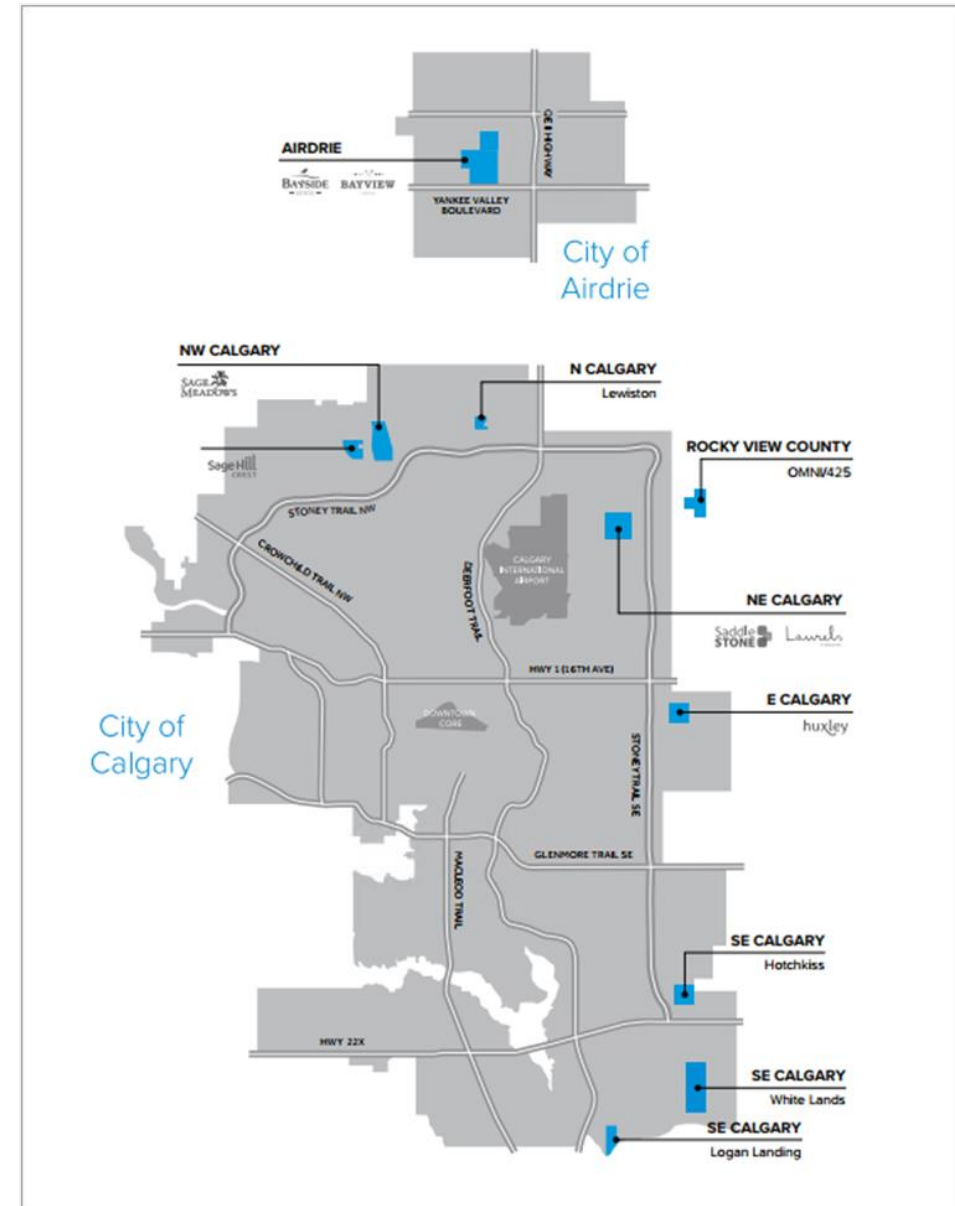 QEII HIGHWAY
AIRDRIE
BAYSIDE BAYVIEW
YANKEE VALLEY
BOULEVARD
City of
Airdrie
NW CALGARY
SAGE
MEADOWS
N CALGARY
Lewiston
SageHill
CREST
ROCKY VIEW COUNTY
OMNI/425
STONEY TRAIL NW
CROWCHILD TRAIL NW
DEERFOOT TRAIL
CALGARY
INTERNATIONAL
AIRPORT
NE CALGARY
Saddle
STONE
Laurels
HWY 1 (16TH AVE)
E CALGARY
huxley
DOWNTOWN
CORE
City of
Calgary
STONEY TRAIL SE
GLENMORE TRAIL SE
MACLEOD TRAIL
SE CALGARY
Hotchkiss
HWY 22X
SE CALGARY
White Lands
SE CALGARY
Logan Landing